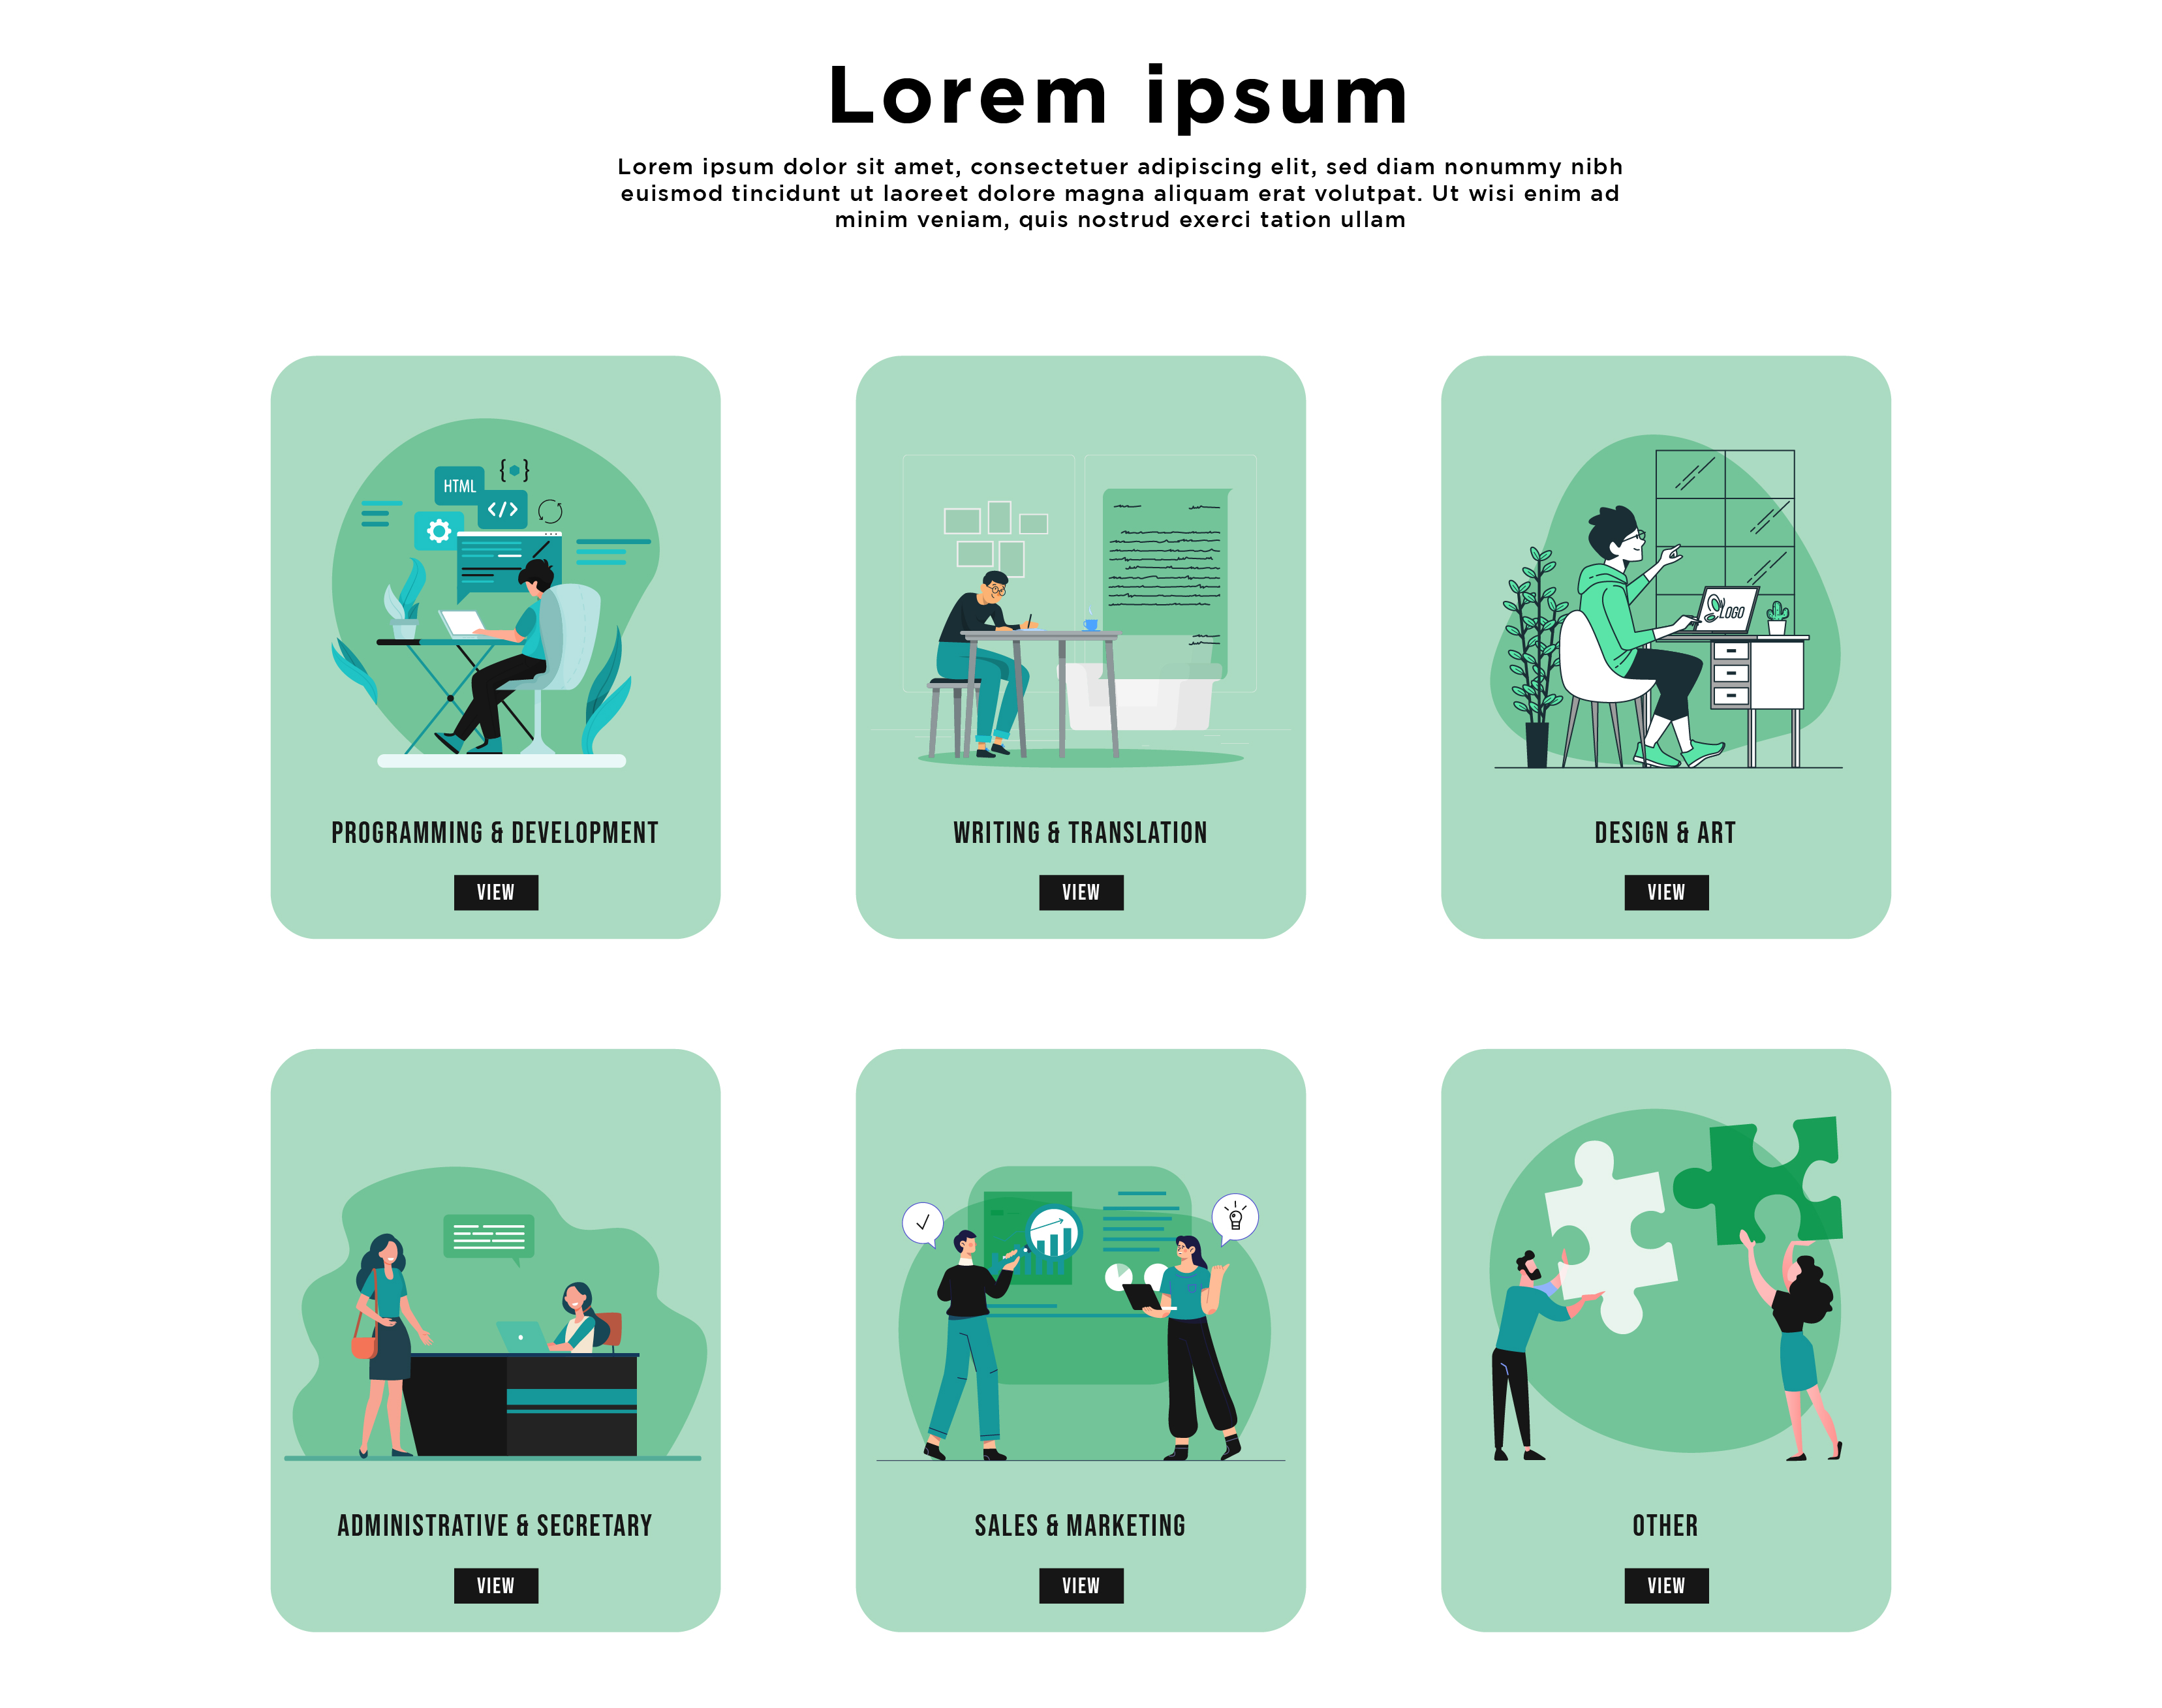 Lorem ipsum
Lorem ipsum dolor sit amet, consectetuer adipiscing elit, sed diam nonummy nibh
euismod tincidunt ut laoreet dolore magna aliquam erat volutpat. Ut wisi enim ad
minim veniam, quis nostrud exerci tation ullam
{ }
HTML
</>
LOGO
PROGRAMMING & DEVELOPMENT
WRITING & TRANSLATION
DESIGN & ART
VIEW
VIEW
VIEW
ADMINISTRATIVE & SECRETARY
SALES & MARKETING
OTHER
VIEW
VIEW
VIEW